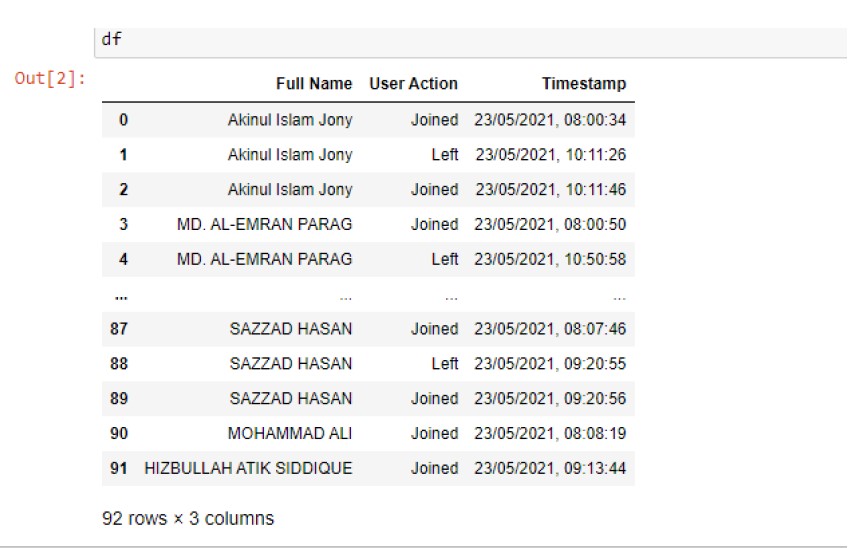 df
Out[2]:
Full Name User Action Timestamp
0 Akinul Islam Jony Joined 23/05/2021, 08:00:34
1 Akinul Islam Jony Left 23/05/2021, 10:11:26
2 Akinul Islam Jony Joined 23/05/2021, 10:11:46
3 MD. AL-EMRAN PARAG Joined 23/05/2021, 08:00:50
4 MD. AL-EMRAN PARAG Left 23/05/2021, 10:50:58
... ... ... ...
87 SAZZAD HASAN Joined 23/05/2021, 08:07:46
88 SAZZAD HASAN Left 23/05/2021, 09:20:55
89 SAZZAD HASAN Joined 23/05/2021, 09:20:56
90 MOHAMMAD ALI Joined 23/05/2021, 08:08:19
91 HIZBULLAH ATIK SIDDIQUE Joined 23/05/2021, 09:13:44
92 rows × 3 columns